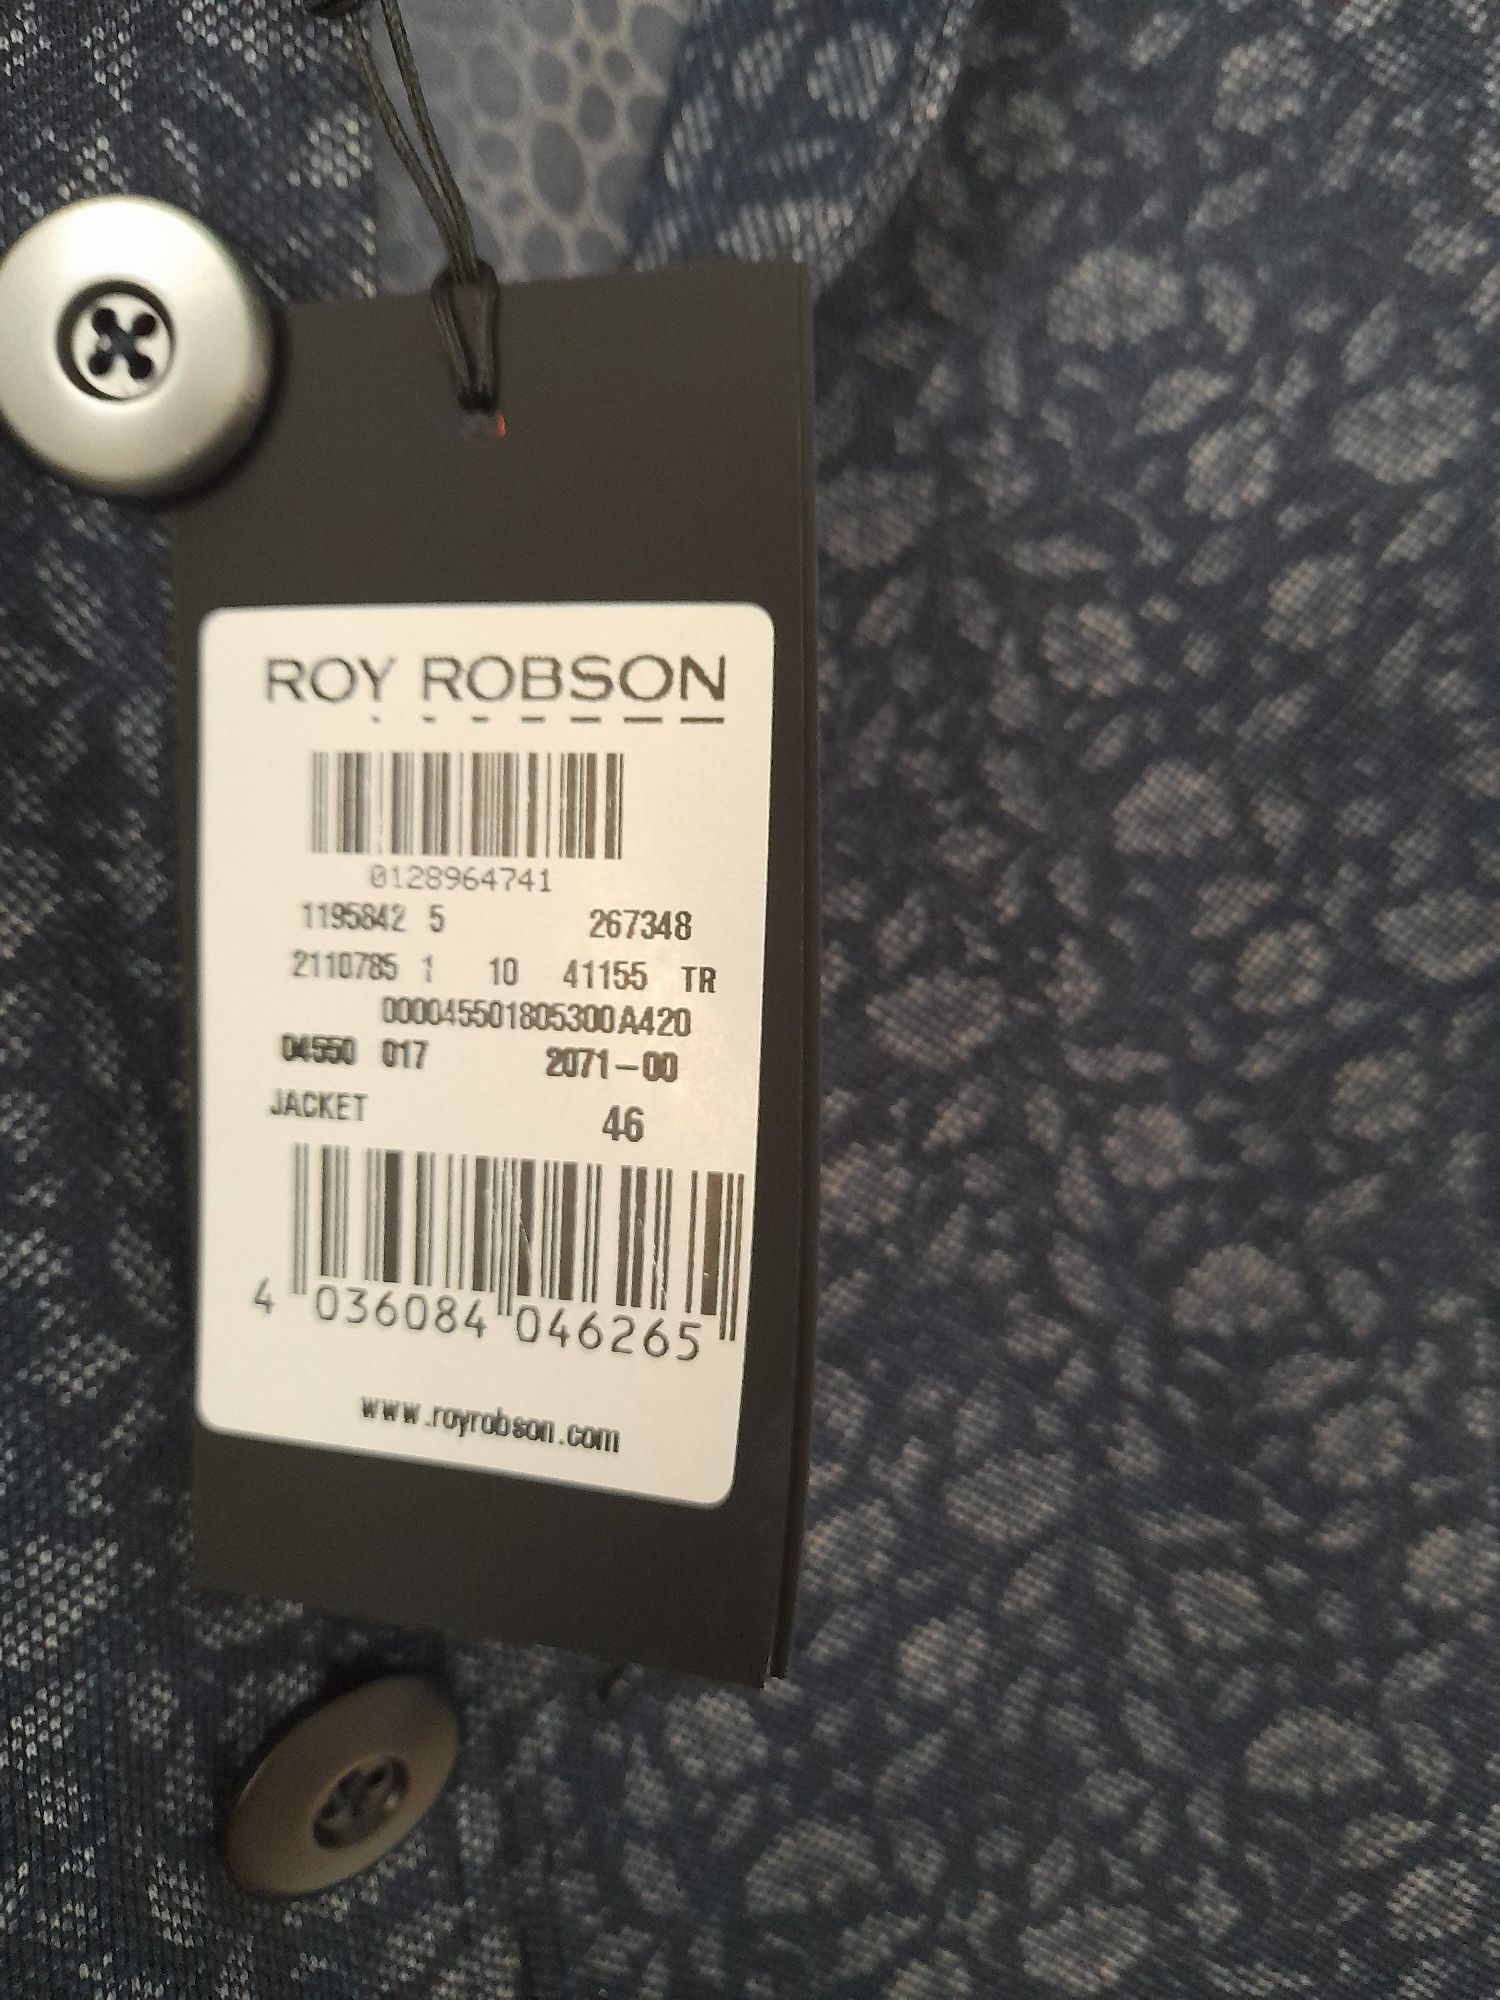 ROY ROBSON
0128964741
1195842 5 267348
2110785 1 10 41155 TR
000045501805300A420
04550 017 2071-00
JACKET 46
4 036084 046265
www.royrobson.com